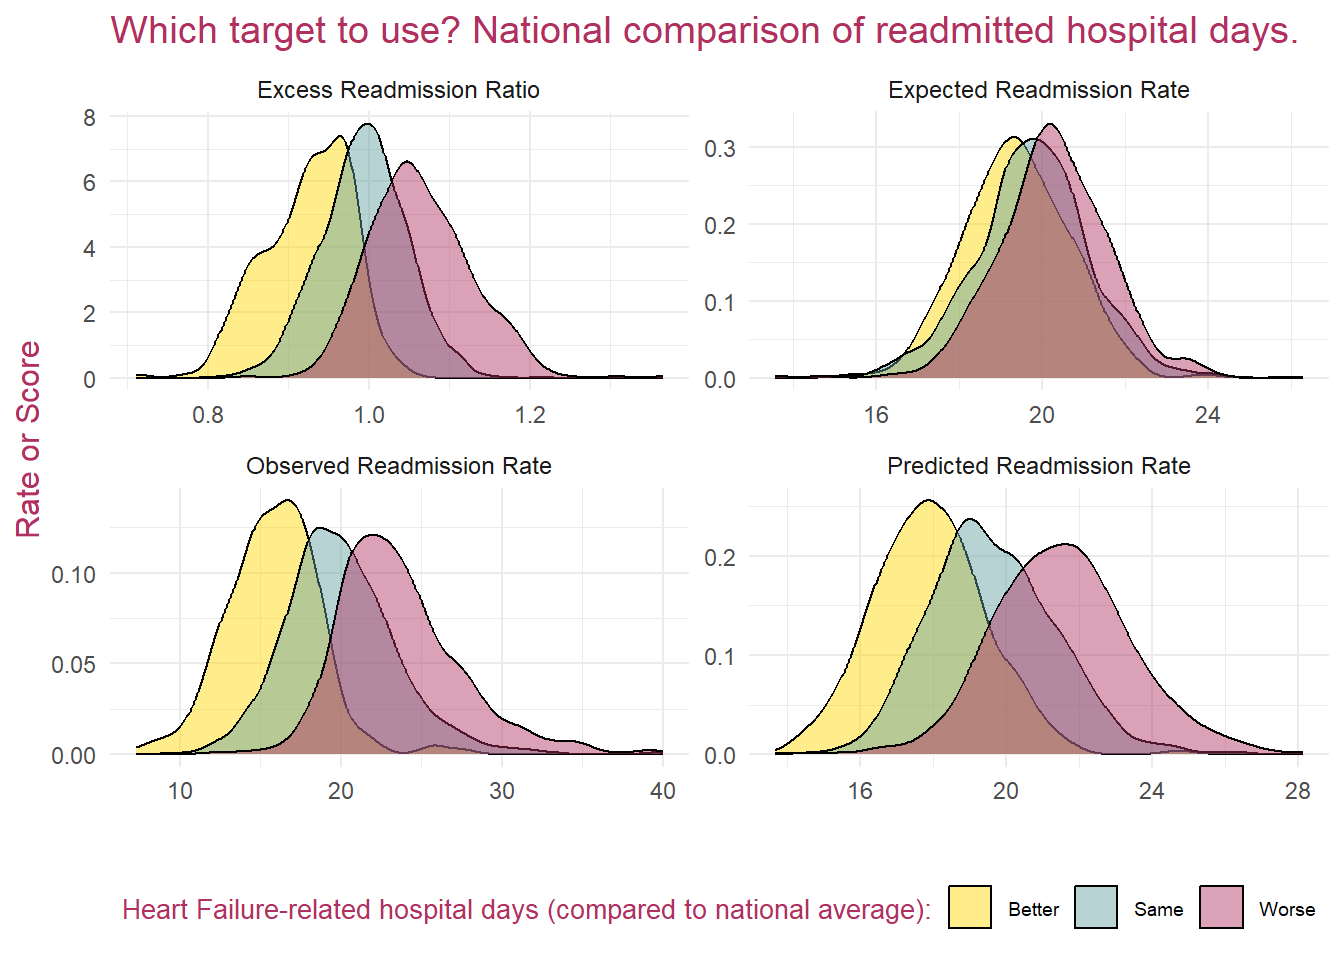 Which target to use? National comparison of readmitted hospital days.
Excess Readmission Ratio
Expected Readmission Rate
8
6
4
2
0
0.3
0.2
0.1
0.0
0.8 1.0 1.2
16 20 24
Rate or Score
Observed Readmission Rate
Predicted Readmission Rate
0.10
0.05
0.00
0.2
0.1
0.0
10 20 30 40
16 20 24 28
Heart Failure-related hospital days (compared to national average): Better Same Worse